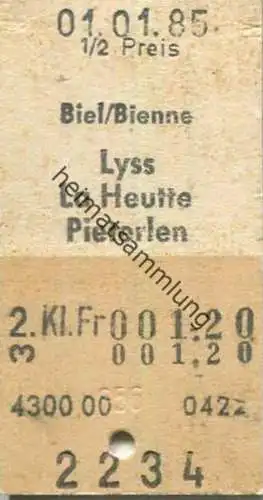 01.01.85
1/2 Preis
Biel/Bienne
Lyss
La Heutte
Pieterlen
heimatsammlung
2. Kl. Fr 001.20
3 001.20
4300 00 0422
2234